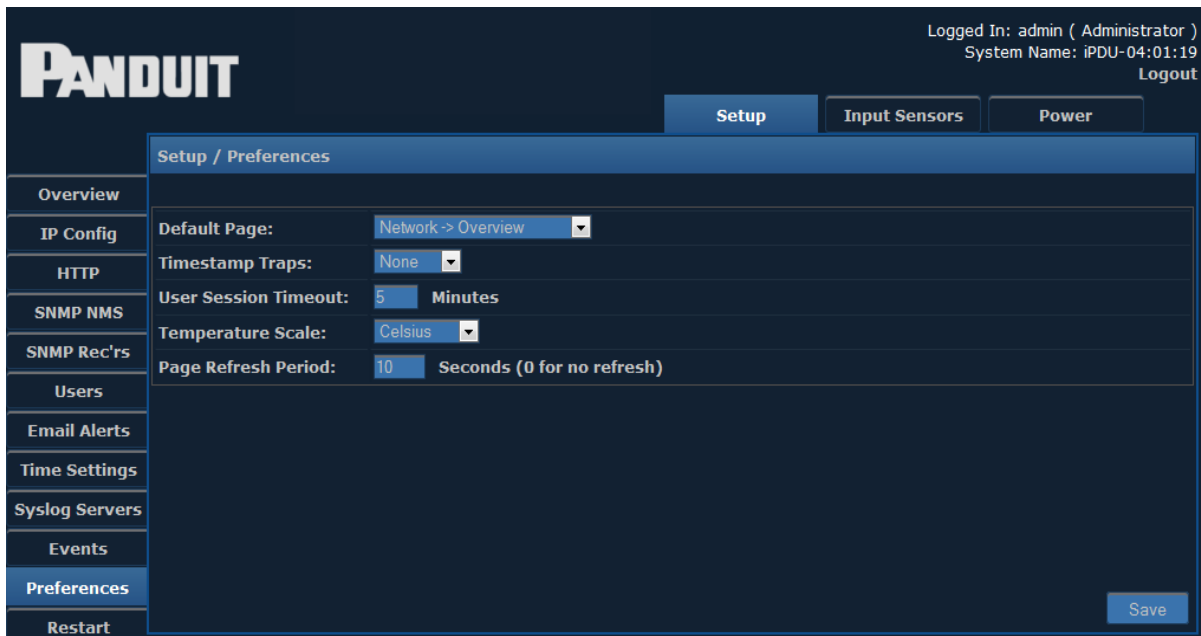 PANDUIT
Logged In: admin ( Administrator )
System Name: iPDU-04:01:19
Logout
Setup
Input Sensors
Power
Setup / Preferences
Overview
IP Config
HTTP
SNMP NMS
SNMP Rec'rs
Users
Email Alerts
Time Settings
Syslog Servers
Events
Preferences
Restart
Default Page: Network -> Overview
Timestamp Traps: None
User Session Timeout: 5 Minutes
Temperature Scale: Celsius
Page Refresh Period: 10 Seconds (0 for no refresh)
Save